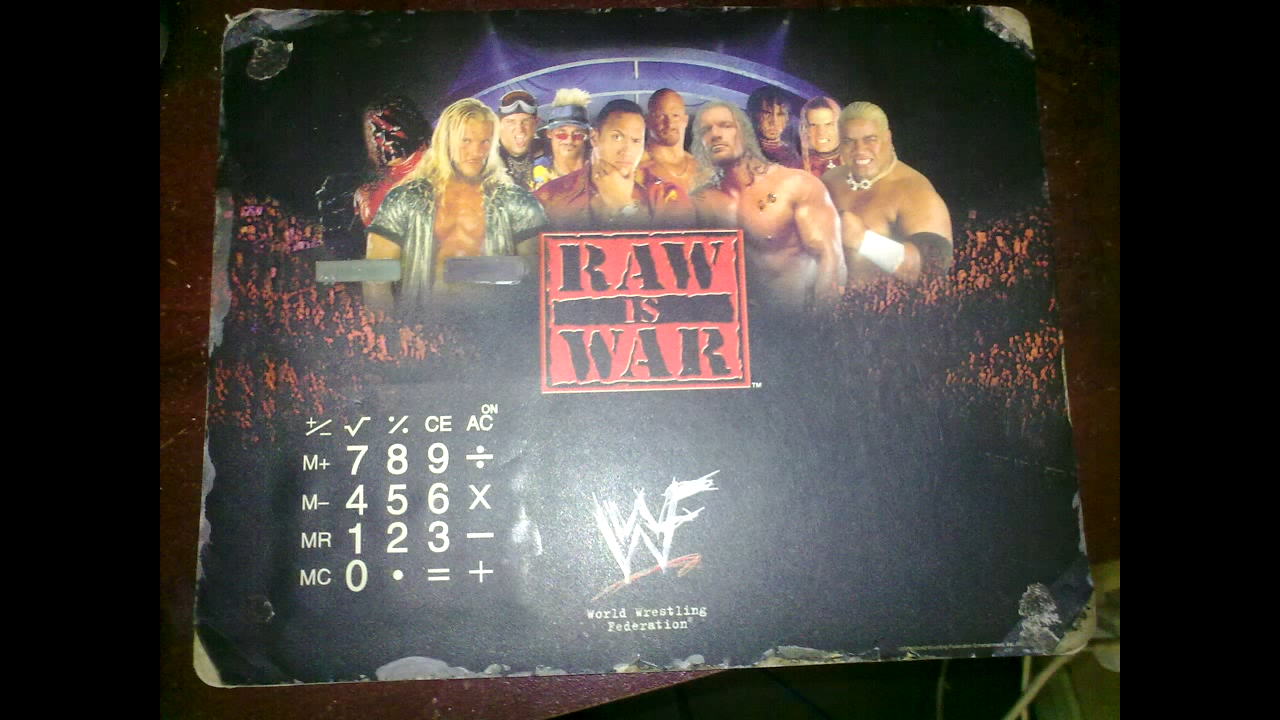 RAW
IS
WAR
™
+/− √ % CE AC ON
M+ 7 8 9 ÷
M− 4 5 6 X
MR 1 2 3 −
MC 0 • = +
WF
World Wrestling
Federation®